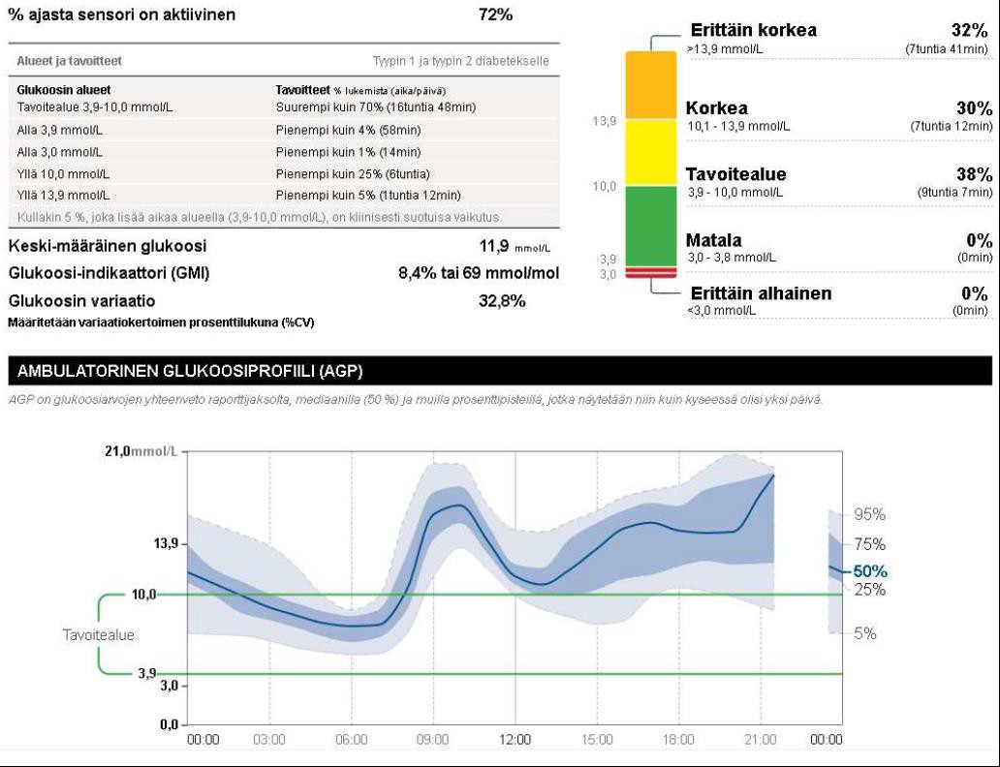 % ajasta sensori on aktiivinen 72%
Alueet ja tavoitteet Tyypin 1 ja tyypin 2 diabetekselle
Glukoosin alueet Tavoitteet % lukemista (aika/päivä)
Tavoitealue 3,9-10,0 mmol/L Suurempi kuin 70% (16tuntia 48min)
Alla 3,9 mmol/L Pienempi kuin 4% (58min)
Alla 3,0 mmol/L Pienempi kuin 1% (14min)
Yllä 10,0 mmol/L Pienempi kuin 25% (6tuntia)
Yllä 13,9 mmol/L Pienempi kuin 5% (1tuntia 12min)
Kullakin 5 %, joka lisää aikaa alueella (3,9-10,0 mmol/L), on kliinisesti suotuisa vaikutus.
Keski-määräinen glukoosi 11,9 mmol/L
Glukoosi-indikaattori (GMI) 8,4% tai 69 mmol/mol
Glukoosin variaatio 32,8%
Määritetään variaatiokertoimen prosenttilukuna (%CV)
13,9
10,0
3,9
3,0
Erittäin korkea 32%
>13,9 mmol/L (7tuntia 41min)
Korkea 30%
10,1 - 13,9 mmol/L (7tuntia 12min)
Tavoitealue 38%
3,9 - 10,0 mmol/L (9tuntia 7min)
Matala 0%
3,0 - 3,8 mmol/L (0min)
Erittäin alhainen 0%
<3,0 mmol/L (0min)
AMBULATORINEN GLUKOOSIPROFIILI (AGP)
AGP on glukoosiarvojen yhteenveto raporttijaksolta, mediaanilla (50 %) ja muilla prosenttipisteillä, jotka näytetään niin kuin kyseessä olisi yksi päivä.
21,0mmol/L
13,9
10,0
Tavoitealue
3,9
3,0
0,0
95%
75%
50%
25%
5%
00:00 03:00 06:00 09:00 12:00 15:00 18:00 21:00 00:00